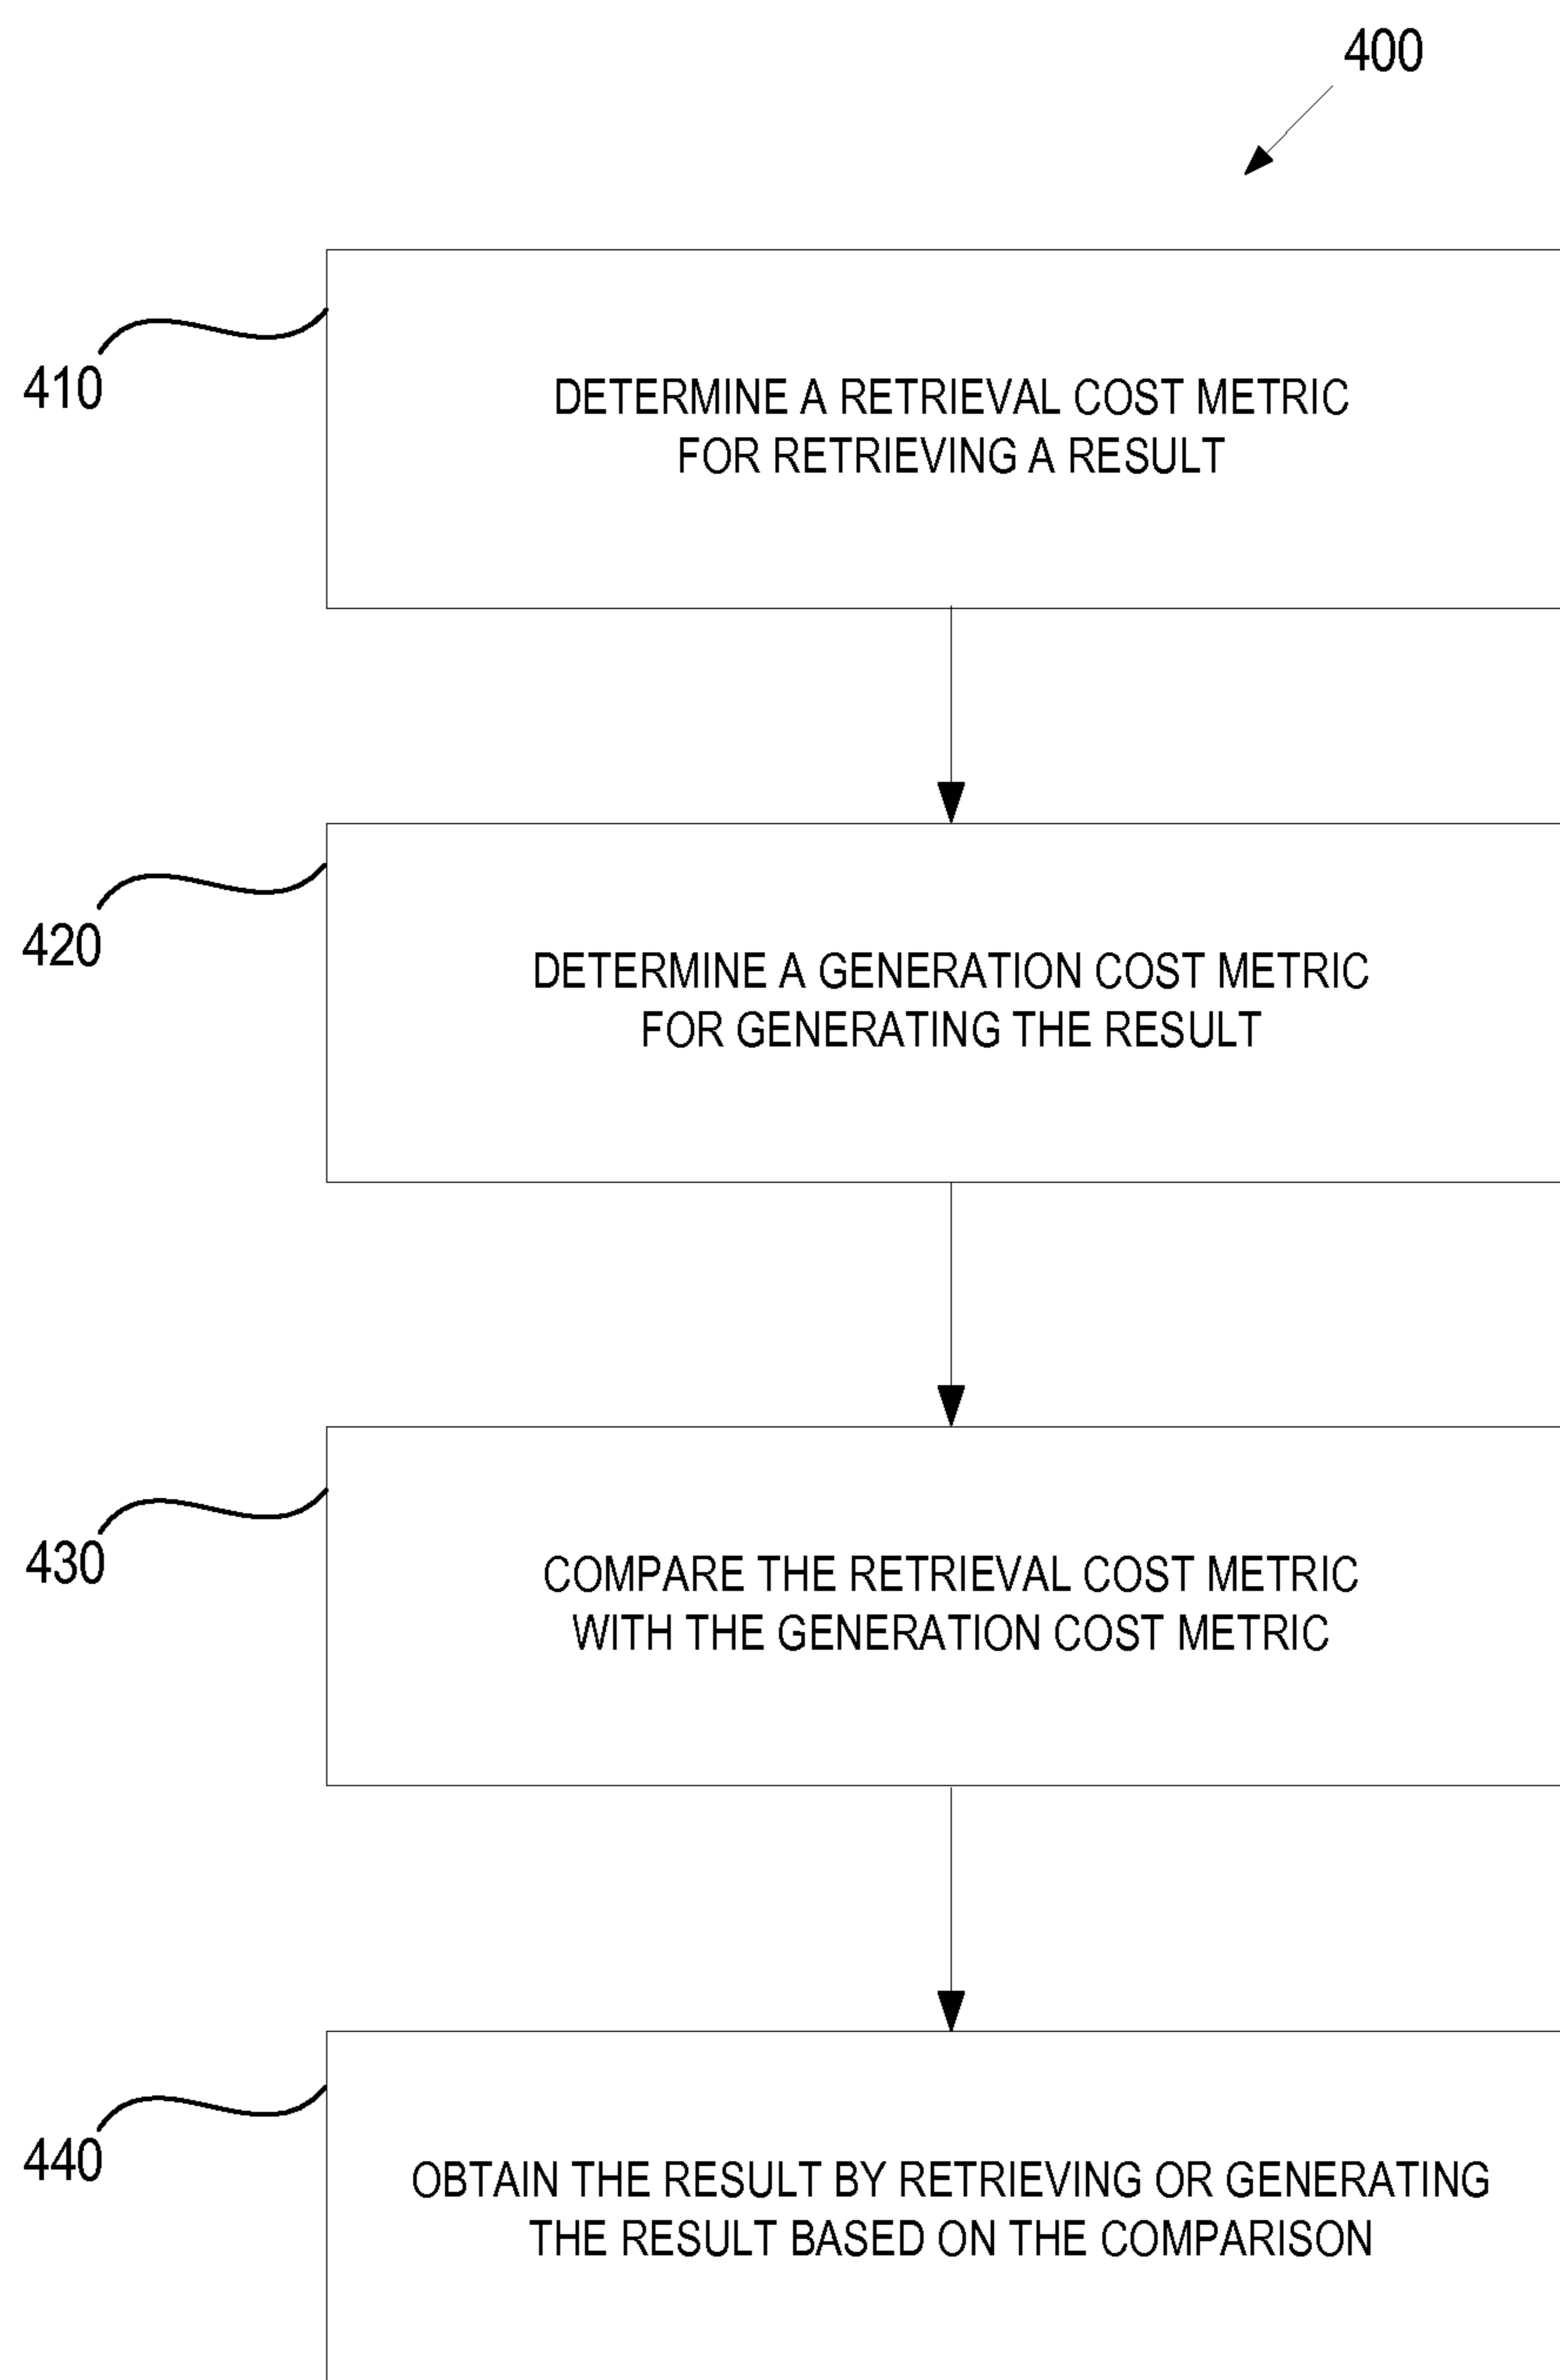 400
410
DETERMINE A RETRIEVAL COST METRIC
FOR RETRIEVING A RESULT
420
DETERMINE A GENERATION COST METRIC
FOR GENERATING THE RESULT
430
COMPARE THE RETRIEVAL COST METRIC
WITH THE GENERATION COST METRIC
440
OBTAIN THE RESULT BY RETRIEVING OR GENERATING
THE RESULT BASED ON THE COMPARISON